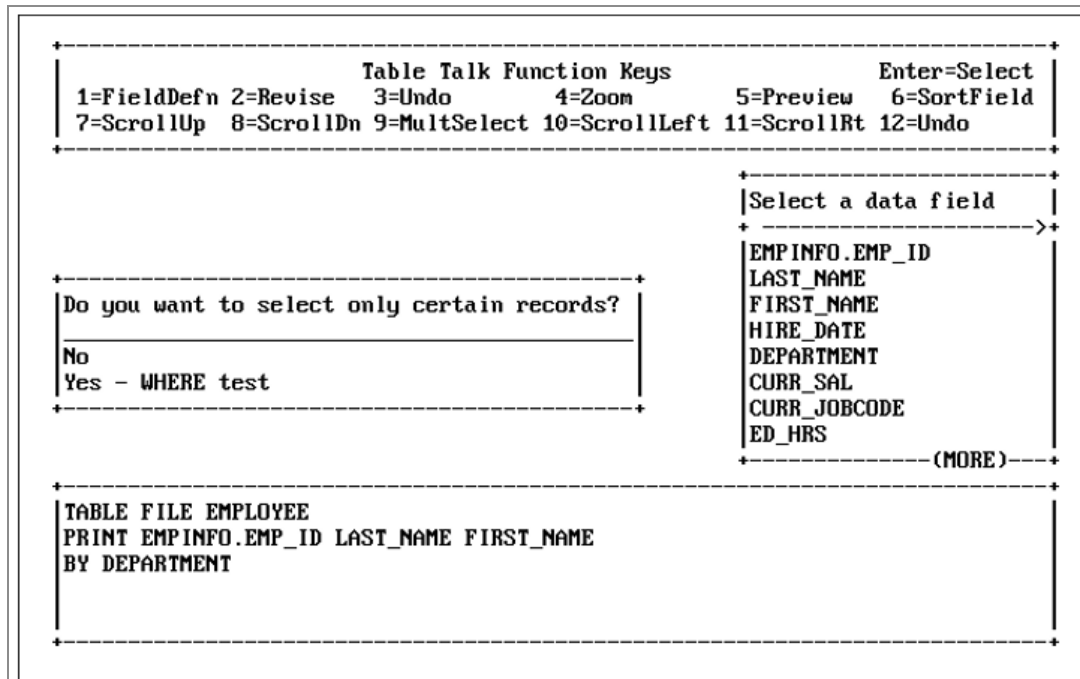 Table Talk Function Keys Enter=Select
1=FieldDefn 2=Revise 3=Undo 4=Zoom 5=Preview 6=SortField
7=ScrollUp 8=ScrollDn 9=MultSelect 10=ScrollLeft 11=ScrollRt 12=Undo
Select a data field
EMPINFO.EMP_ID
LAST_NAME
FIRST_NAME
HIRE_DATE
DEPARTMENT
CURR_SAL
CURR_JOBCODE
ED_HRS
(MORE)
Do you want to select only certain records?
No
Yes - WHERE test
TABLE FILE EMPLOYEE
PRINT EMPINFO.EMP_ID LAST_NAME FIRST_NAME
BY DEPARTMENT